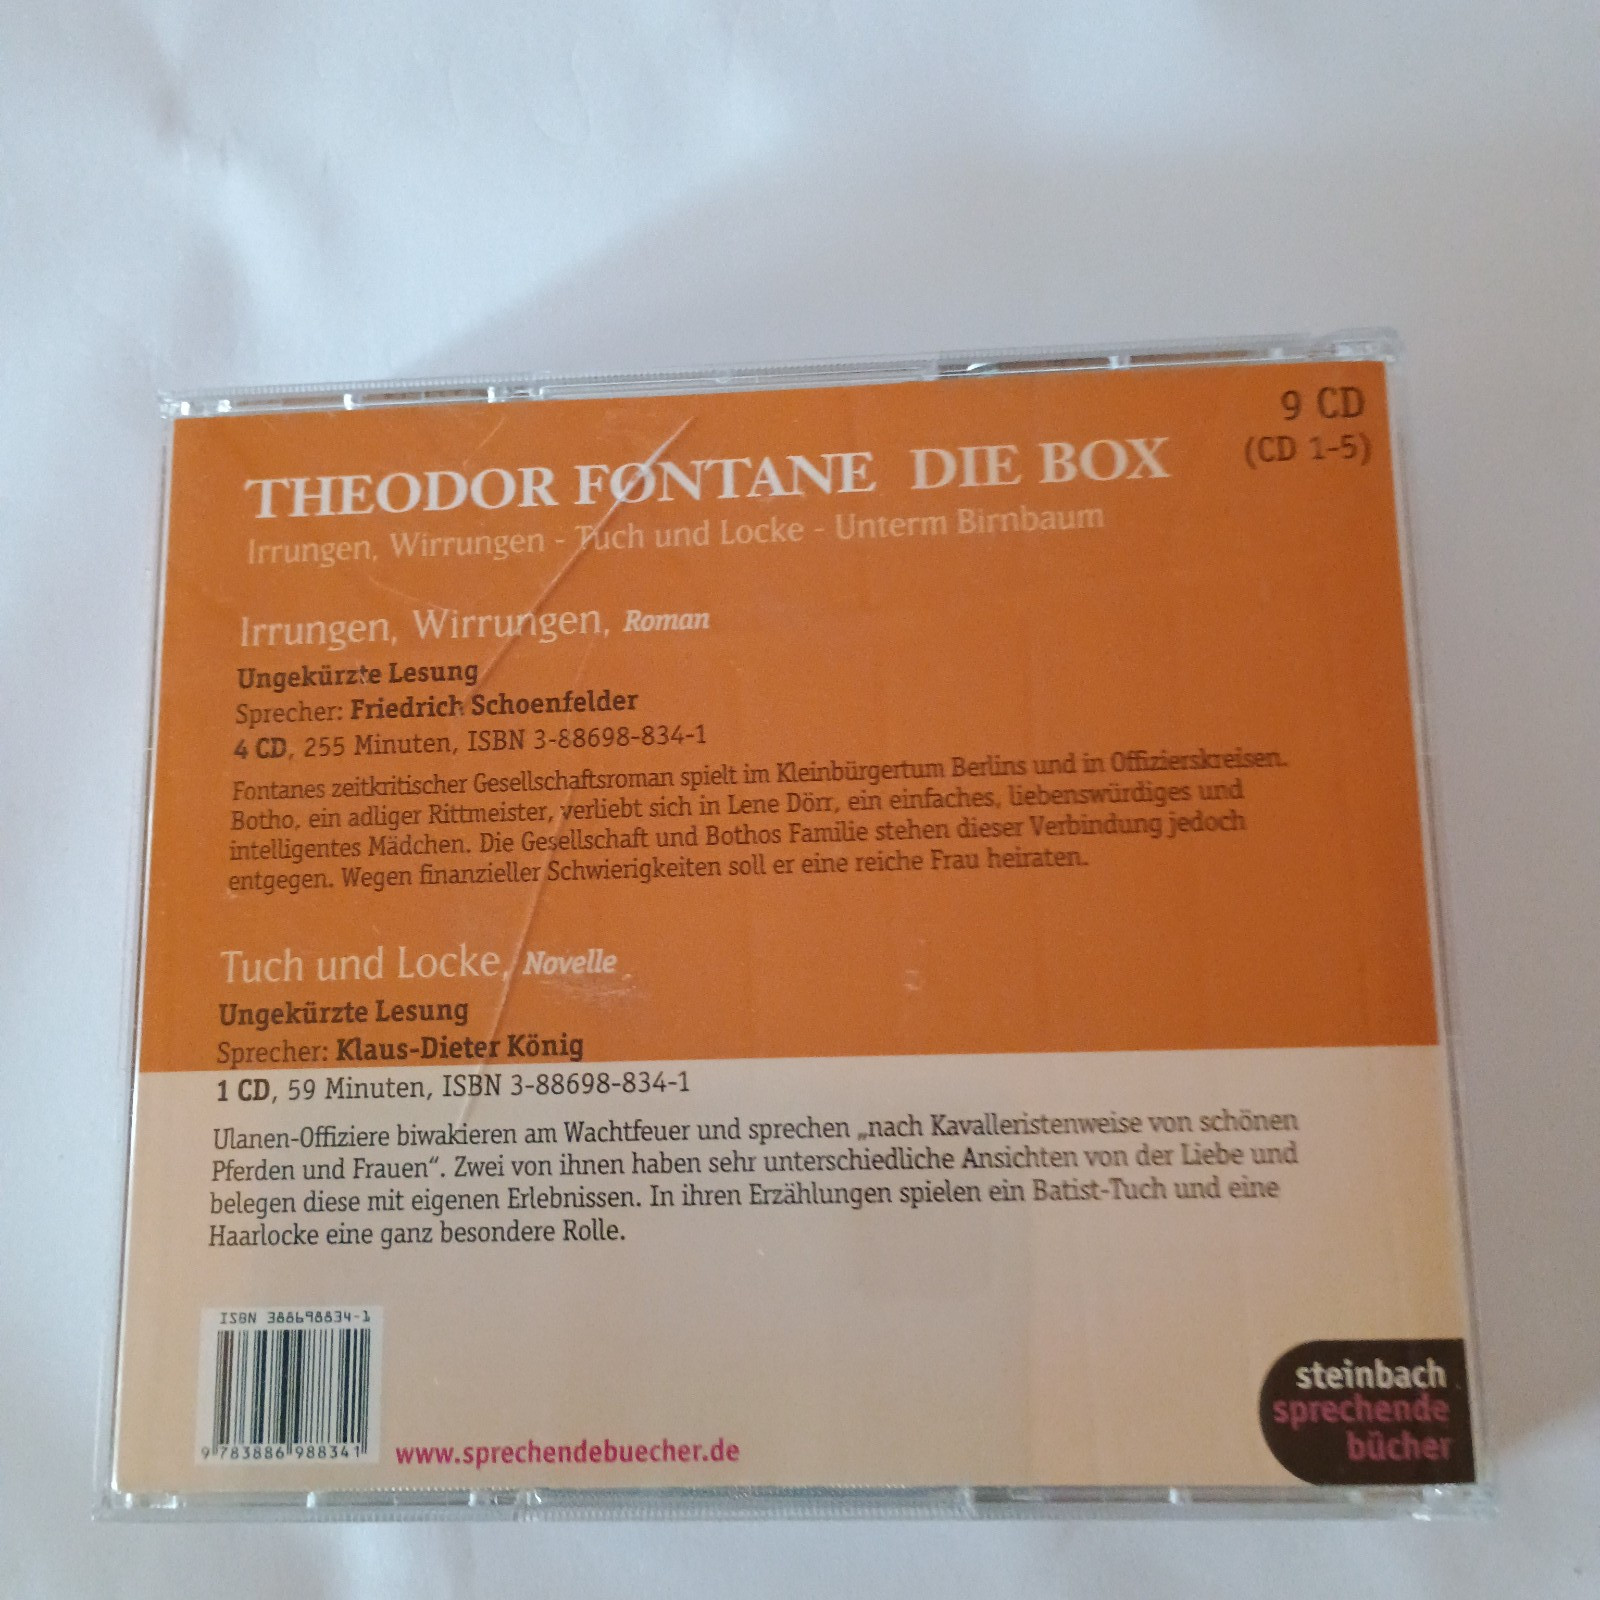 9 CD
(CD 1-5)
THEODOR FONTANE DIE BOX
Irrungen, Wirrungen - Tuch und Locke - Unterm Birnbaum
Irrungen, Wirrungen, Roman
Ungekürzte Lesung
Sprecher: Friedrich Schoenfelder
4 CD, 255 Minuten, ISBN 3-88698-834-1
Fontanes zeitkritischer Gesellschaftsroman spielt im Kleinbürgertum Berlins und in Offizierskreisen.
Botho, ein adliger Rittmeister, verliebt sich in Lene Dörr, ein einfaches, liebenswürdiges und
intelligentes Mädchen. Die Gesellschaft und Bothos Familie stehen dieser Verbindung jedoch
entgegen. Wegen finanzieller Schwierigkeiten soll er eine reiche Frau heiraten.
Tuch und Locke, Novelle
Ungekürzte Lesung
Sprecher: Klaus-Dieter König
1 CD, 59 Minuten, ISBN 3-88698-834-1
Ulanen-Offiziere biwakieren am Wachtfeuer und sprechen „nach Kavalleristenweise von schönen
Pferden und Frauen“. Zwei von ihnen haben sehr unterschiedliche Ansichten von der Liebe und
belegen diese mit eigenen Erlebnissen. In ihren Erzählungen spielen ein Batist-Tuch und eine
Haarlocke eine ganz besondere Rolle.
ISBN 388698834-1
9 783886 988341
www.sprechendebuecher.de
steinbach
sprechende
bücher